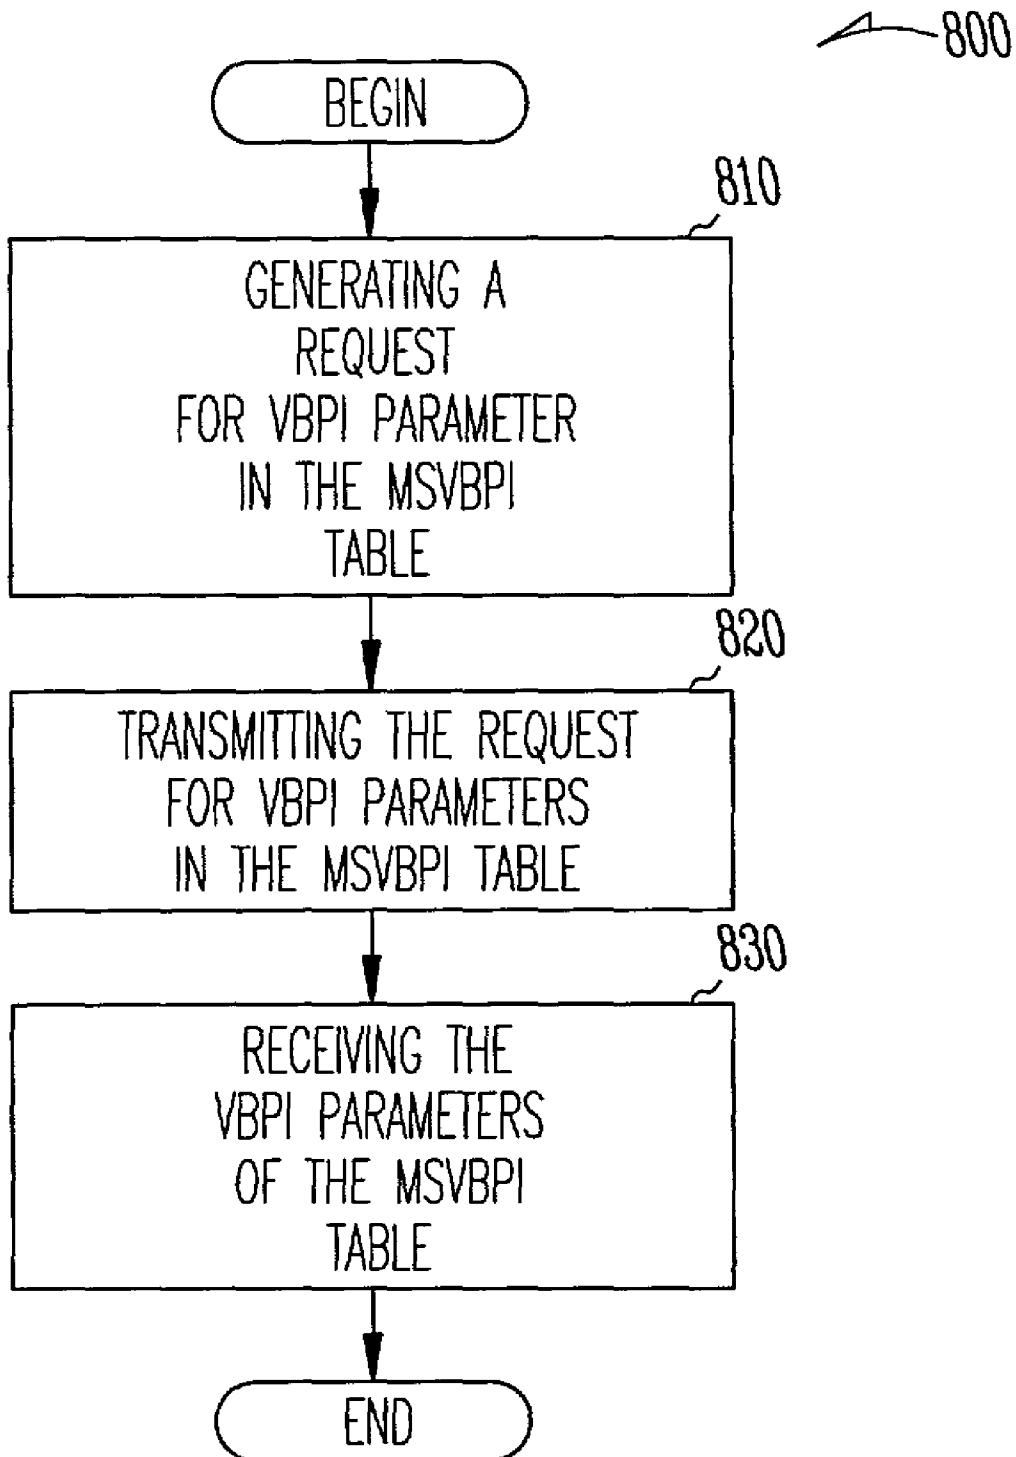 800
BEGIN
810
GENERATING A
REQUEST
FOR VBPI PARAMETER
IN THE MSVBPI
TABLE
820
TRANSMITTING THE REQUEST
FOR VBPI PARAMETERS
IN THE MSVBPI TABLE
830
RECEIVING THE
VBPI PARAMETERS
OF THE MSVBPI
TABLE
END